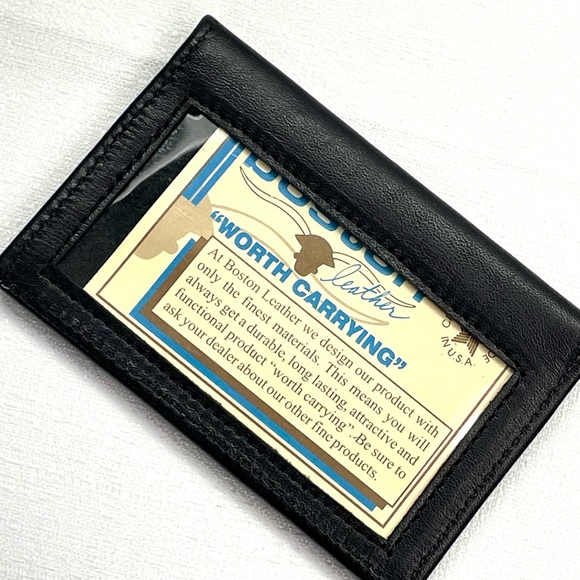 boston
leather
"WORTH CARRYING"
At Boston Leather we design our product with
only the finest materials. This means you will
always get a durable, long lasting, attractive and
functional product "worth carrying". Be sure to
ask your dealer about our other fine products.
N U.S.A.